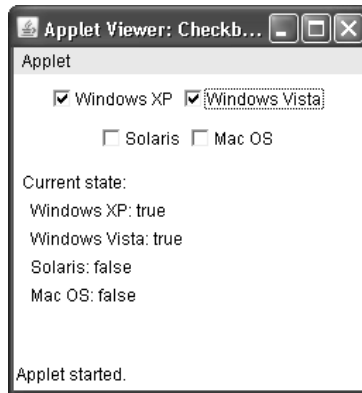 Applet Viewer: Checkb...
Applet
Windows XP Windows Vista
Solaris Mac OS
Current state:
Windows XP: true
Windows Vista: true
Solaris: false
Mac OS: false
Applet started.